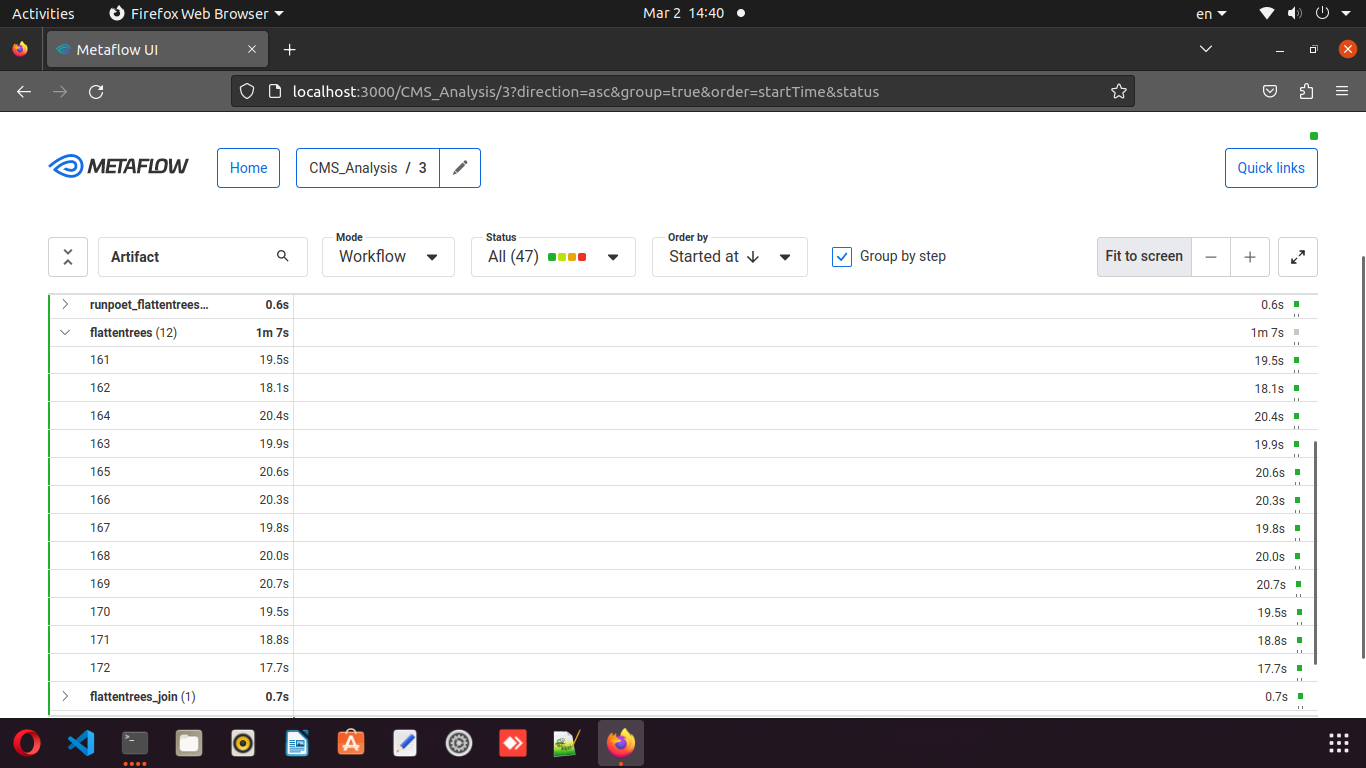 Activities Firefox Web Browser Mar 2 14:40 en
Metaflow UI
localhost:3000/CMS_Analysis/3?direction=asc&group=true&order=startTime&status
METAFLOW Home CMS_Analysis / 3 Quick links
Mode Status Order by
Artifact Workflow All (47) Started at Group by step Fit to screen
runpoet_flattentrees... 0.6s 0.6s
flattentrees (12) 1m 7s 1m 7s
161 19.5s 19.5s
162 18.1s 18.1s
164 20.4s 20.4s
163 19.9s 19.9s
165 20.6s 20.6s
166 20.3s 20.3s
167 19.8s 19.8s
168 20.0s 20.0s
169 20.7s 20.7s
170 19.5s 19.5s
171 18.8s 18.8s
172 17.7s 17.7s
flattentrees_join (1) 0.7s 0.7s